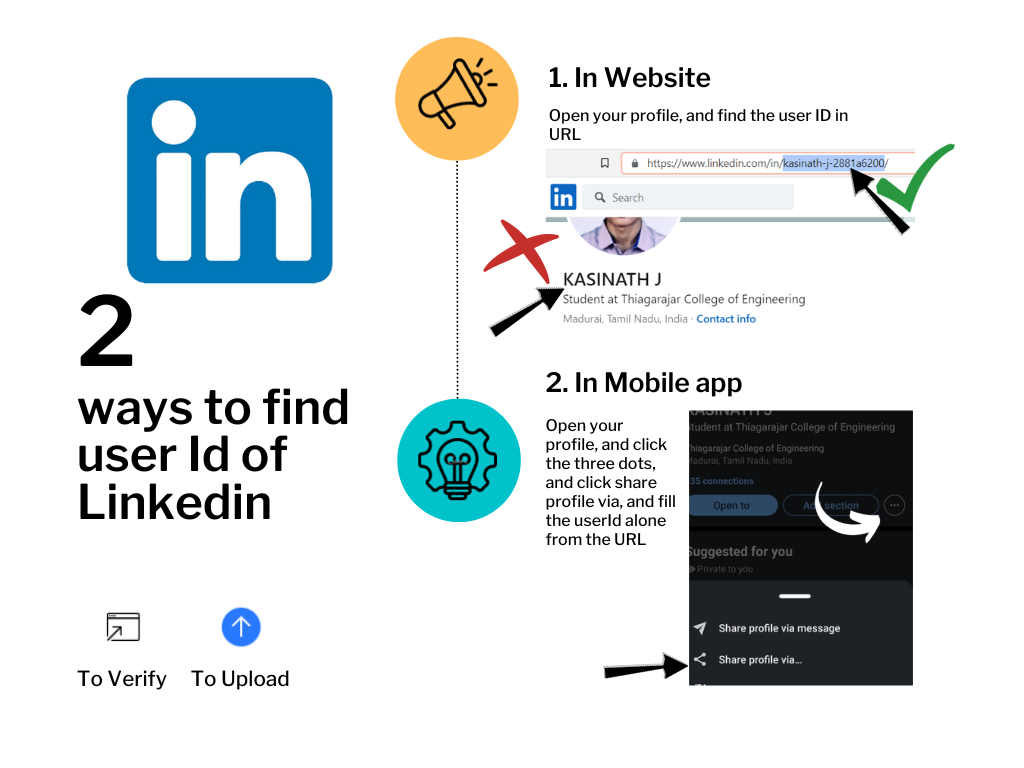 in
2
ways to find
user Id of
Linkedin
To Verify
To Upload
1. In Website
Open your profile, and find the user ID in
URL
https://www.linkedin.com/in/kasinath-j-2881a6200/
in
Search
KASINATH J
Student at Thiagarajar College of Engineering
Madurai, Tamil Nadu, India · Contact info
2. In Mobile app
Open your
profile, and click
the three dots,
and click share
profile via, and fill
the userId alone
from the URL
KASINATH J
Student at Thiagarajar College of Engineering
Thiagarajar College of Engineering
Madurai, Tamil Nadu, India
35 connections
Open to
Add section
Suggested for you
Private to you
Share profile via message
Share profile via...